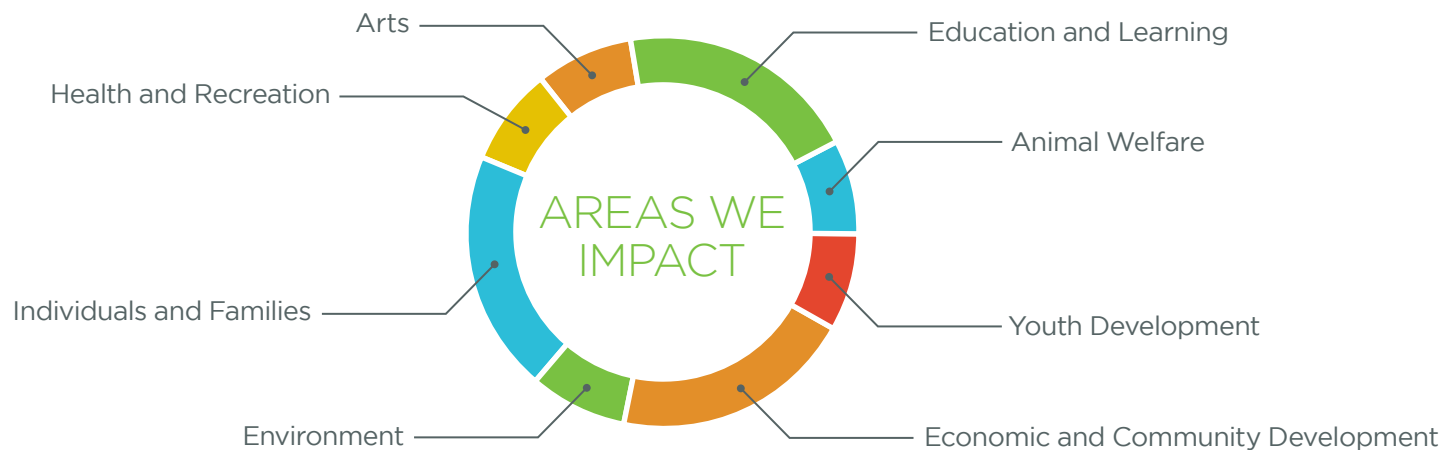 Arts
Education and Learning
Health and Recreation
Animal Welfare
AREAS WE
IMPACT
Individuals and Families
Youth Development
Environment
Economic and Community Development